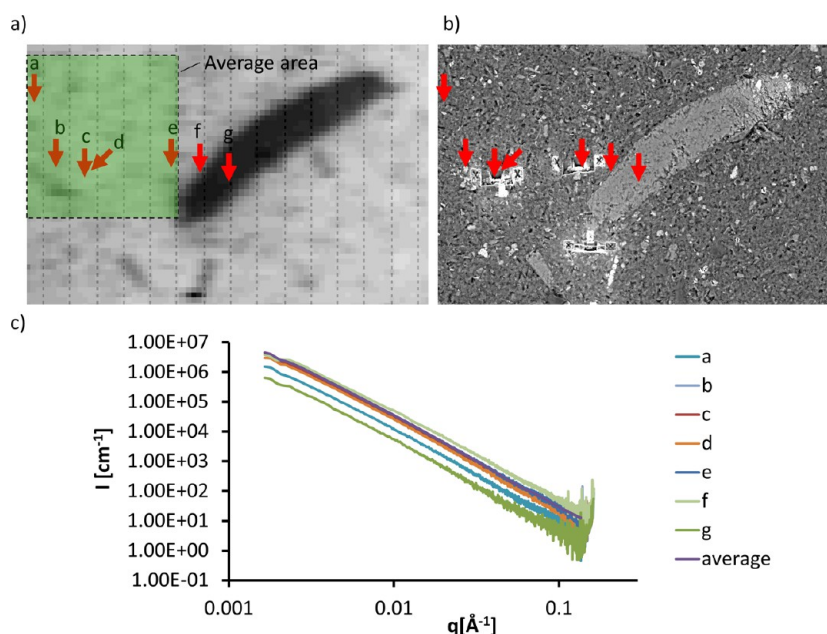 a)
b)
a
Average area
b
c
d
e
f
g
c)
1.00E+07
1.00E+06
1.00E+05
1.00E+04
1.00E+03
1.00E+02
1.00E+01
1.00E+00
1.00E-01
I [cm⁻¹]
0.001
0.01
0.1
q[Å⁻¹]
a
b
c
d
e
f
g
average